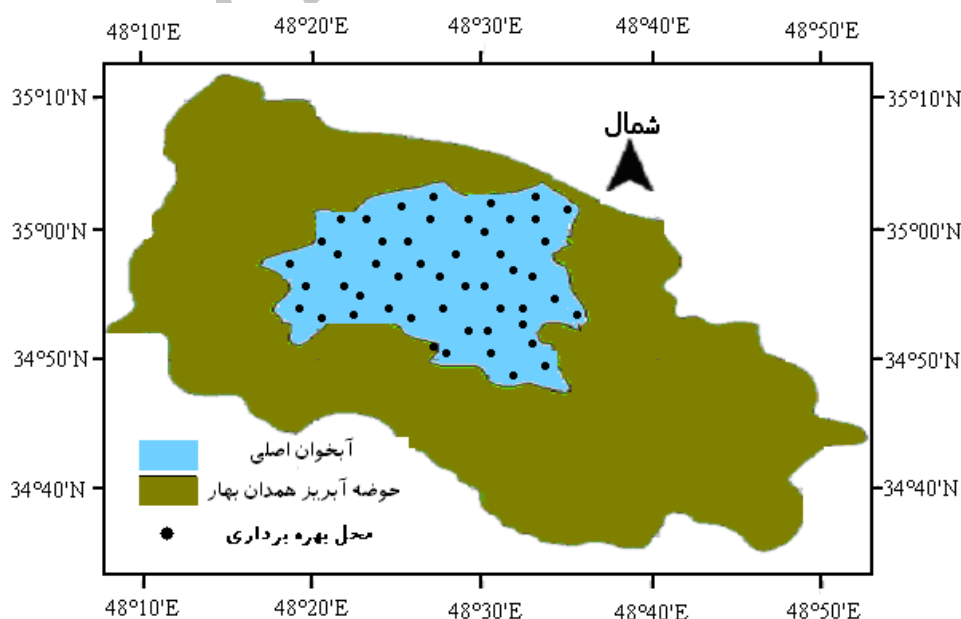 48°10'E 48°20'E 48°30'E 48°40'E 48°50'E
35°10'N 35°10'N
شمال
35°00'N 35°00'N
34°50'N 34°50'N
آبخوان اصلی
حوضه آبریز همدان بهار
34°40'N 34°40'N
محل بهره برداری
48°10'E 48°20'E 48°30'E 48°40'E 48°50'E